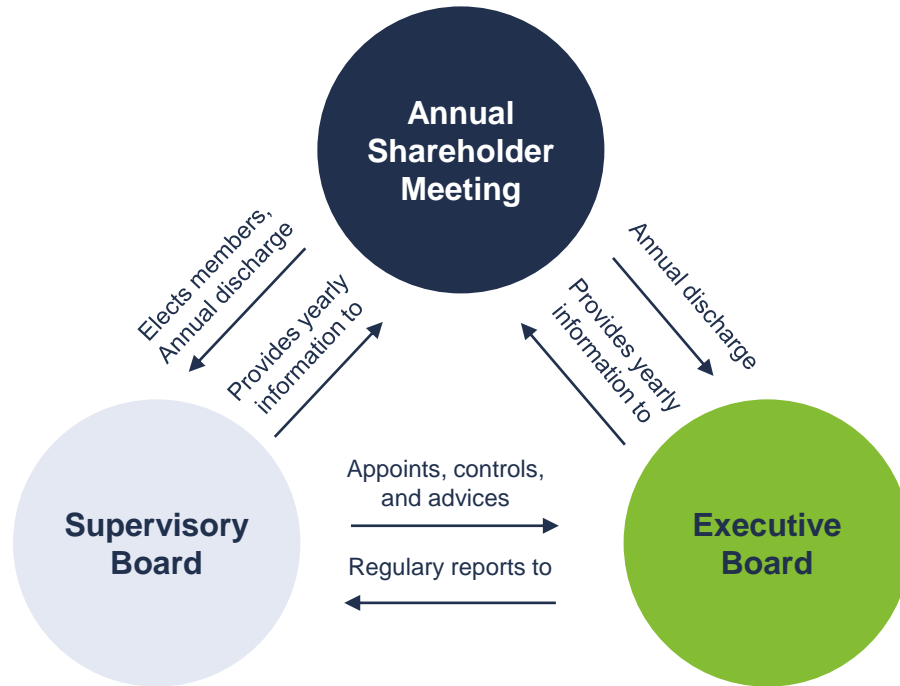 Annual
Shareholder
Meeting
Elects members,
Annual discharge
Provides yearly
information to
Annual discharge
Provides yearly
information to
Supervisory
Board
Appoints, controls,
and advices
Regulary reports to
Executive
Board